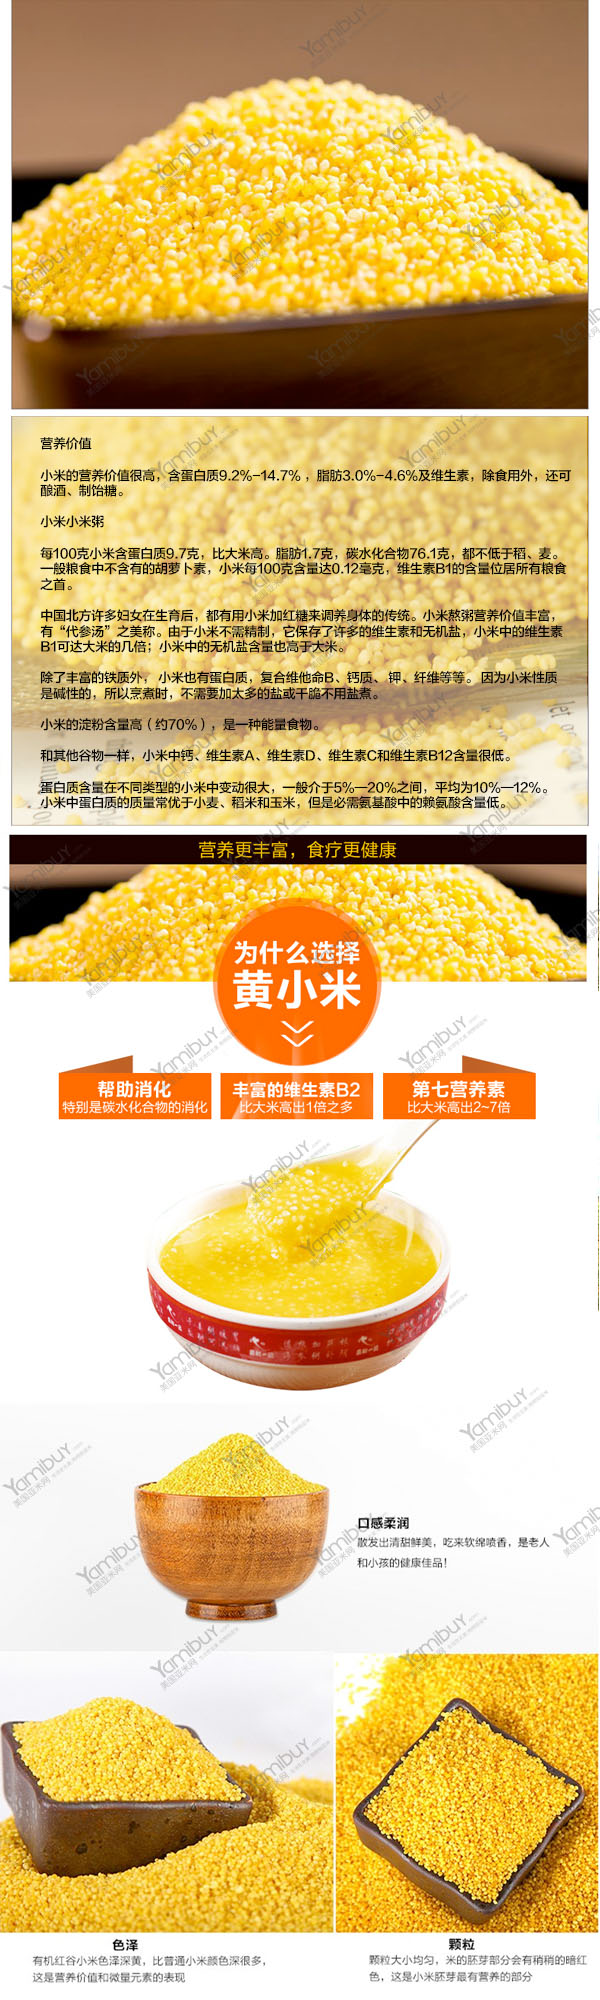 营养价值
小米的营养价值很高，含蛋白质9.2%-14.7% ，脂肪3.0%-4.6%及维生素，除食用外，还可
酿酒、制饴糖。
小米小米粥
每100克小米含蛋白质9.7克，比大米高。脂肪1.7克，碳水化合物76.1克，都不低于稻、麦。
一般粮食中不含有的胡萝卜素，小米每100克含量达0.12毫克，维生素B1的含量位居所有粮食
之首。
中国北方许多妇女在生育后，都有用小米加红糖来调养身体的传统。小米熬粥营养价值丰富，
有“代参汤”之美称。由于小米不需精制，它保存了许多的维生素和无机盐，小米中的维生素
B1可达大米的几倍；小米中的无机盐含量也高于大米。
除了丰富的铁质外， 小米也有蛋白质，复合维他命B、钙质、 钾、纤维等等。 因为小米性质
是碱性的，所以烹煮时，不需要加太多的盐或干脆不用盐煮。
小米的淀粉含量高（约70%），是一种能量食物。
和其他谷物一样，小米中钙、维生素A、维生素D、维生素C和维生素B12含量很低。
蛋白质含量在不同类型的小米中变动很大，一般介于5%—20%之间，平均为10%—12%。
小米中蛋白质的质量常优于小麦、稻米和玉米，但是必需氨基酸中的赖氨酸含量低。
营养更丰富，食疗更健康
为什么选择
黄小米
帮助消化
特别是碳水化合物的消化
丰富的维生素B2
比大米高出1倍之多
第七营养素
比大米高出2~7倍
口感柔润
散发出清甜鲜美，吃来软绵喷香，是老人
和小孩的健康佳品！
色泽
有机红谷小米色泽深黄，比普通小米颜色深很多，
这是营养价值和微量元素的表现
颗粒
颗粒大小均匀，米的胚芽部分会有稍稍的暗红
色，这是小米胚芽最有营养的部分
Yamibuy.com
美国亚米网